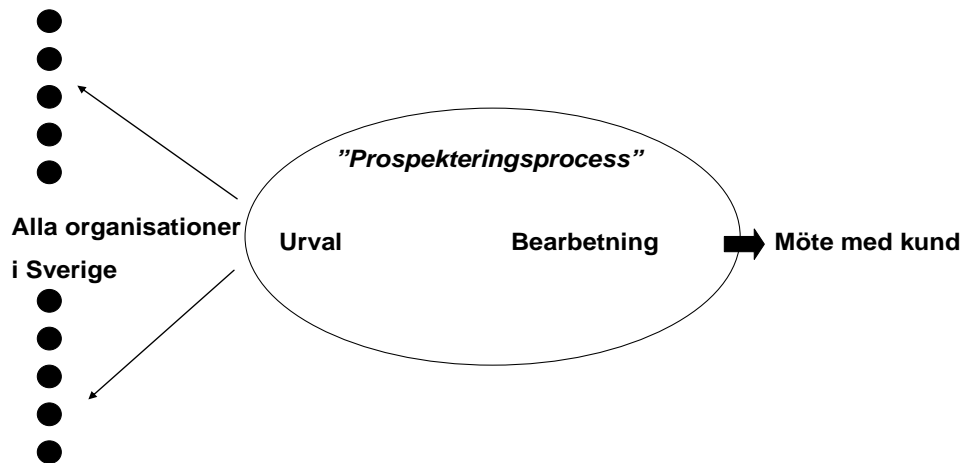 ”Prospekteringsprocess”
Alla organisationer
i Sverige
Urval
Bearbetning
Möte med kund